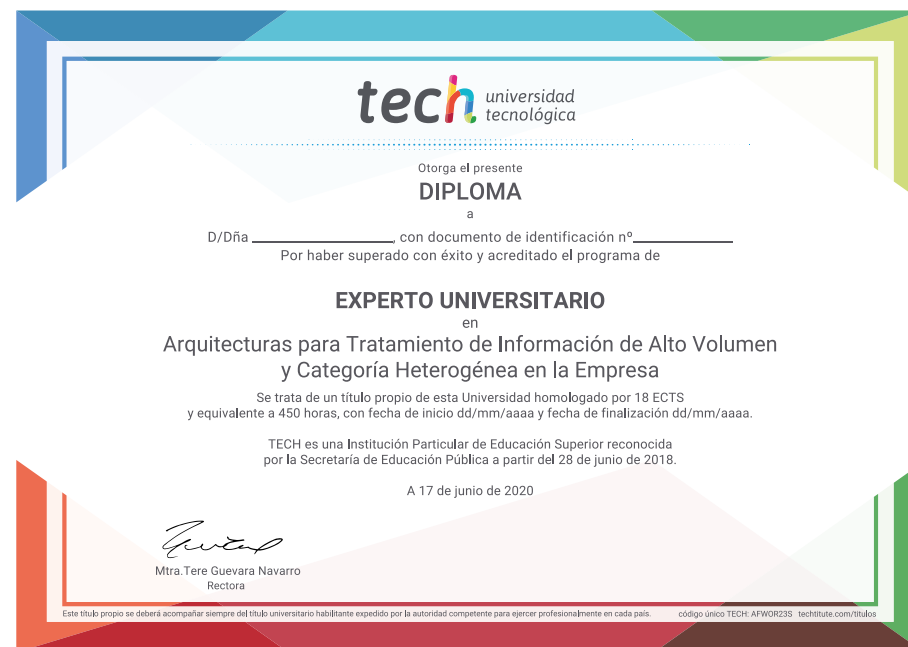 tech universidad
tecnológica
Otorga el presente
DIPLOMA
a
D/Dña ____________________, con documento de identificación nº______________
Por haber superado con éxito y acreditado el programa de
EXPERTO UNIVERSITARIO
en
Arquitecturas para Tratamiento de Información de Alto Volumen
y Categoría Heterogénea en la Empresa
Se trata de un título propio de esta Universidad homologado por 18 ECTS
y equivalente a 450 horas, con fecha de inicio dd/mm/aaaa y fecha de finalización dd/mm/aaaa.
TECH es una Institución Particular de Educación Superior reconocida
por la Secretaría de Educación Pública a partir del 28 de junio de 2018.
A 17 de junio de 2020
Mtra.Tere Guevara Navarro
Rectora
Este título propio se deberá acompañar siempre del título universitario habilitante expedido por la autoridad competente para ejercer profesionalmente en cada país. código único TECH: AFWOR23S techtitute.com/titulos